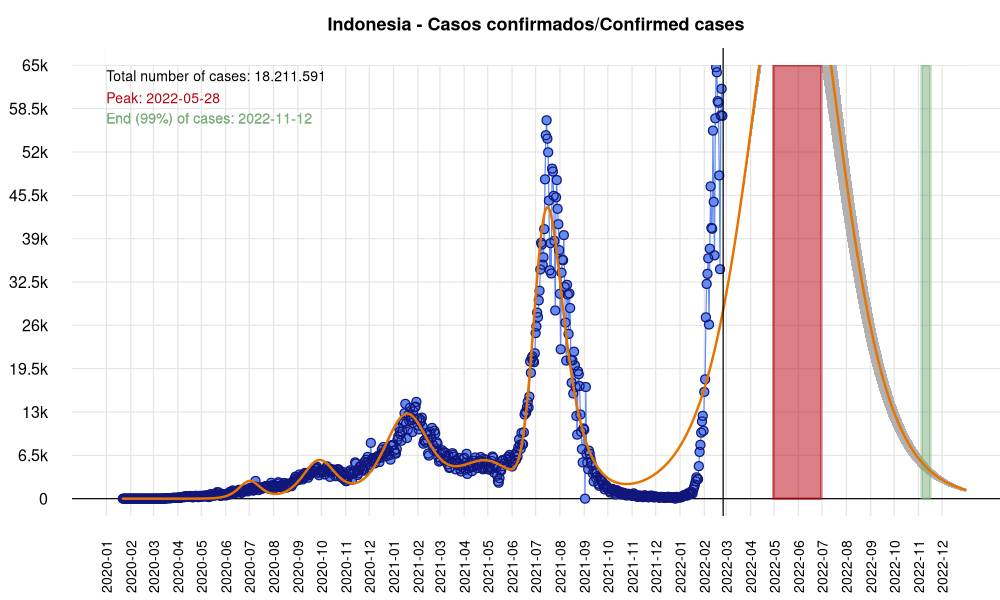 Indonesia - Casos confirmados/Confirmed cases
Total number of cases: 18.211.591
Peak: 2022-05-28
End (99%) of cases: 2022-11-12
65k
58.5k
52k
45.5k
39k
32.5k
26k
19.5k
13k
6.5k
0
2020-01
2020-02
2020-03
2020-04
2020-05
2020-06
2020-07
2020-08
2020-09
2020-10
2020-11
2020-12
2021-01
2021-02
2021-03
2021-04
2021-05
2021-06
2021-07
2021-08
2021-09
2021-10
2021-11
2021-12
2022-01
2022-02
2022-03
2022-04
2022-05
2022-06
2022-07
2022-08
2022-09
2022-10
2022-11
2022-12